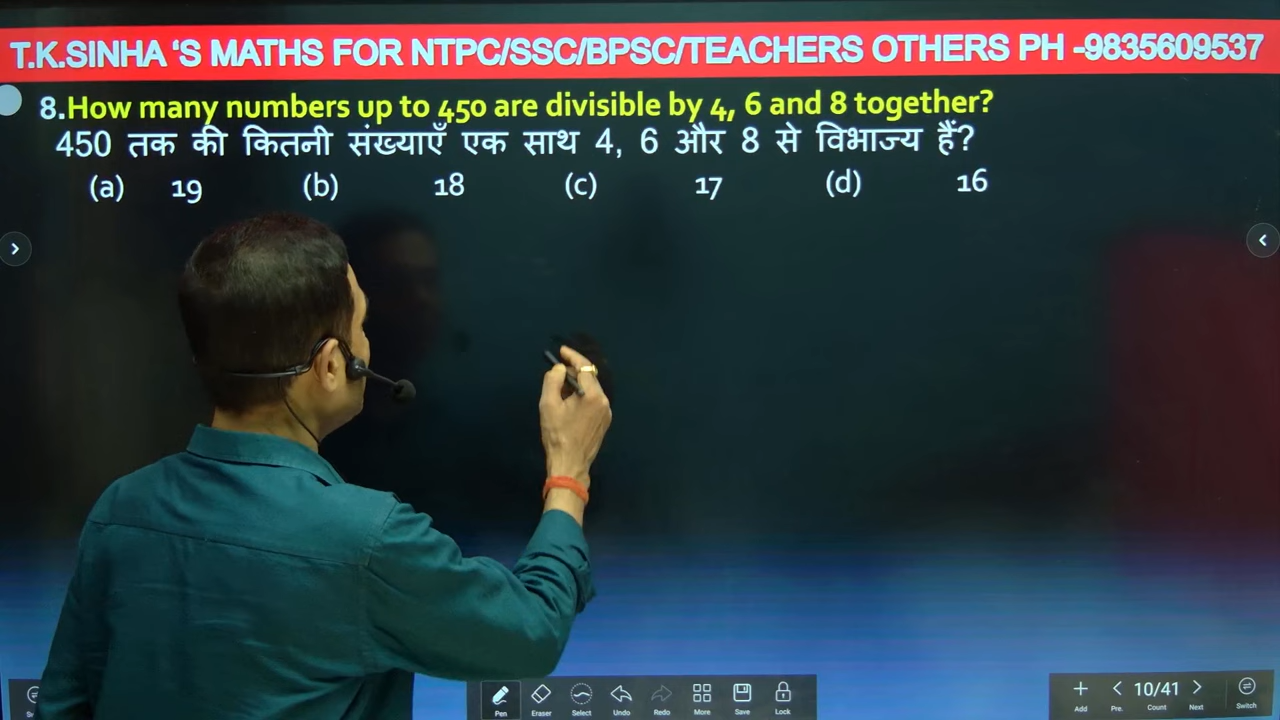 T.K.SINHA ‘S MATHS FOR NTPC/SSC/BPSC/TEACHERS OTHERS PH -9835609537
8.How many numbers up to 450 are divisible by 4, 6 and 8 together?
450 तक की कितनी संख्याएँ एक साथ 4, 6 और 8 से विभाज्य हैं?
(a) 19 (b) 18 (c) 17 (d) 16
Pen Eraser Select Undo Redo More Save Lock
Add Pre. 10/41 Count Next Switch